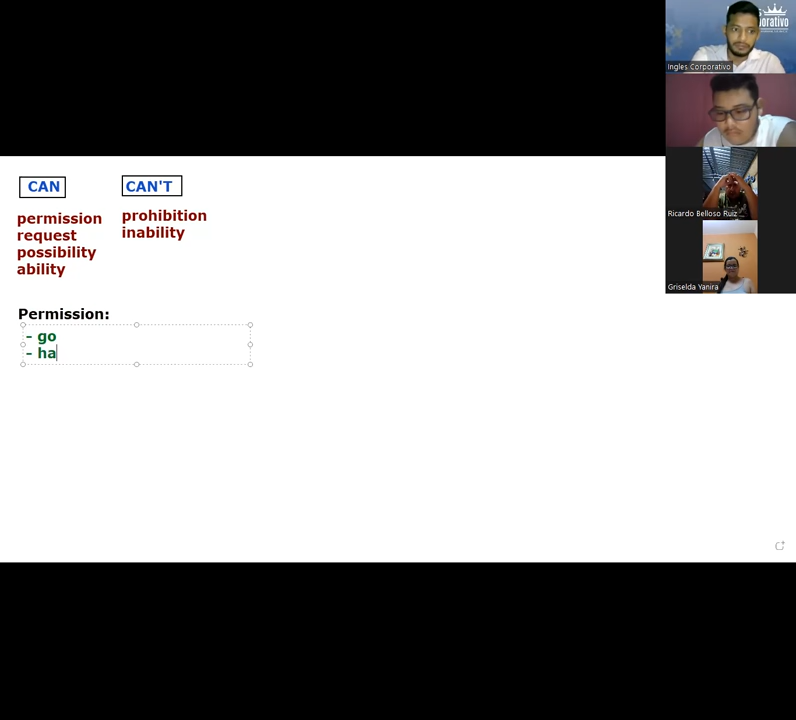 CAN
CAN'T
permission
request
possibility
ability
prohibition
inability
Permission:
- go
- ha
Ingles Corporativo
Ricardo Belloso Ruiz
Griselda Yanira